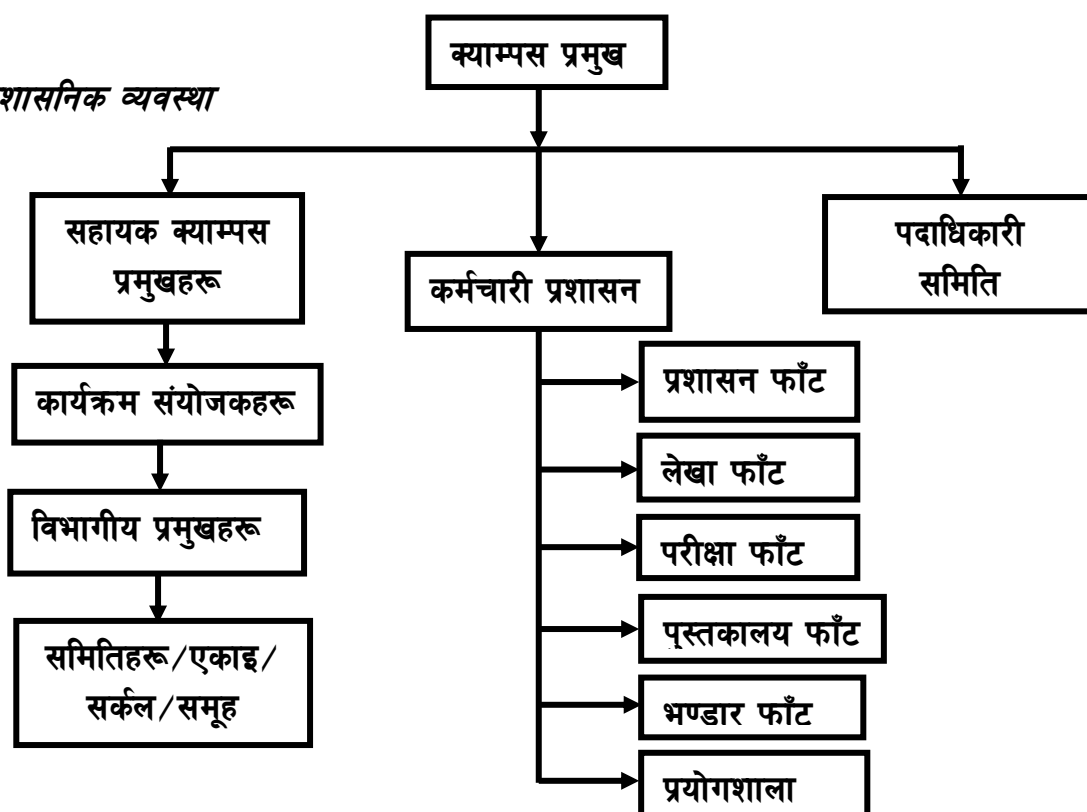 क्याम्पस प्रमुख
शासनिक व्यवस्था
सहायक क्याम्पस
प्रमुखहरू
कर्मचारी प्रशासन
पदाधिकारी
समिति
कार्यक्रम संयोजकहरू
विभागीय प्रमुखहरू
समितिहरू/एकाइ/
सर्कल/समूह
प्रशासन फाँट
लेखा फाँट
परीक्षा फाँट
पुस्तकालय फाँट
भण्डार फाँट
प्रयोगशाला